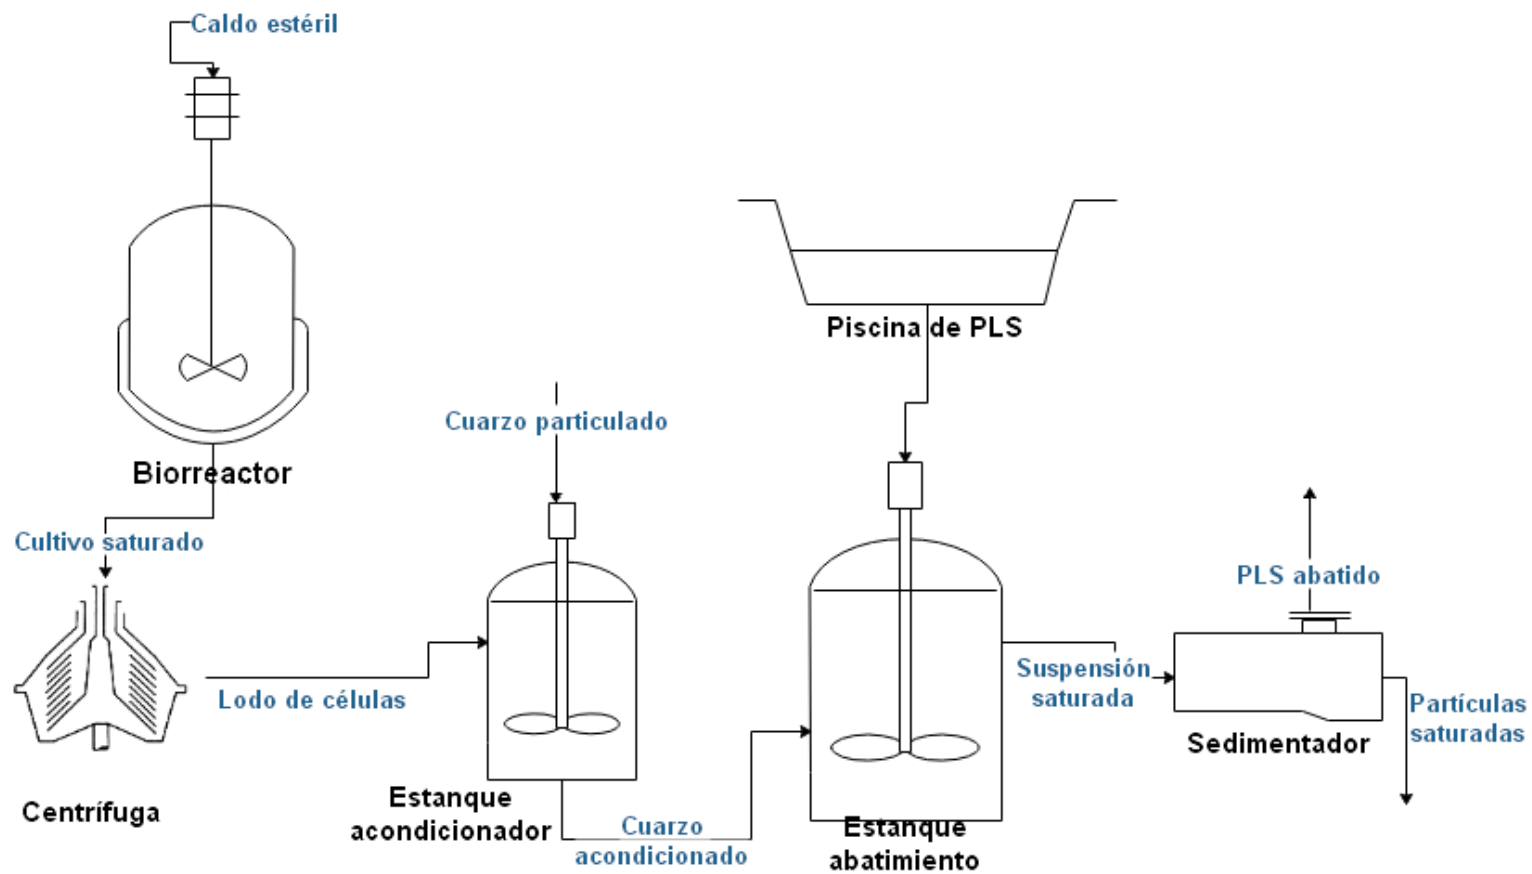 Caldo estéril
Biorreactor
Cultivo saturado
Centrífuga
Lodo de células
Cuarzo particulado
Estanque
acondicionador
Cuarzo
acondicionado
Piscina de PLS
Estanque
abatimiento
Suspensión
saturada
PLS abatido
Sedimentador
Partículas
saturadas